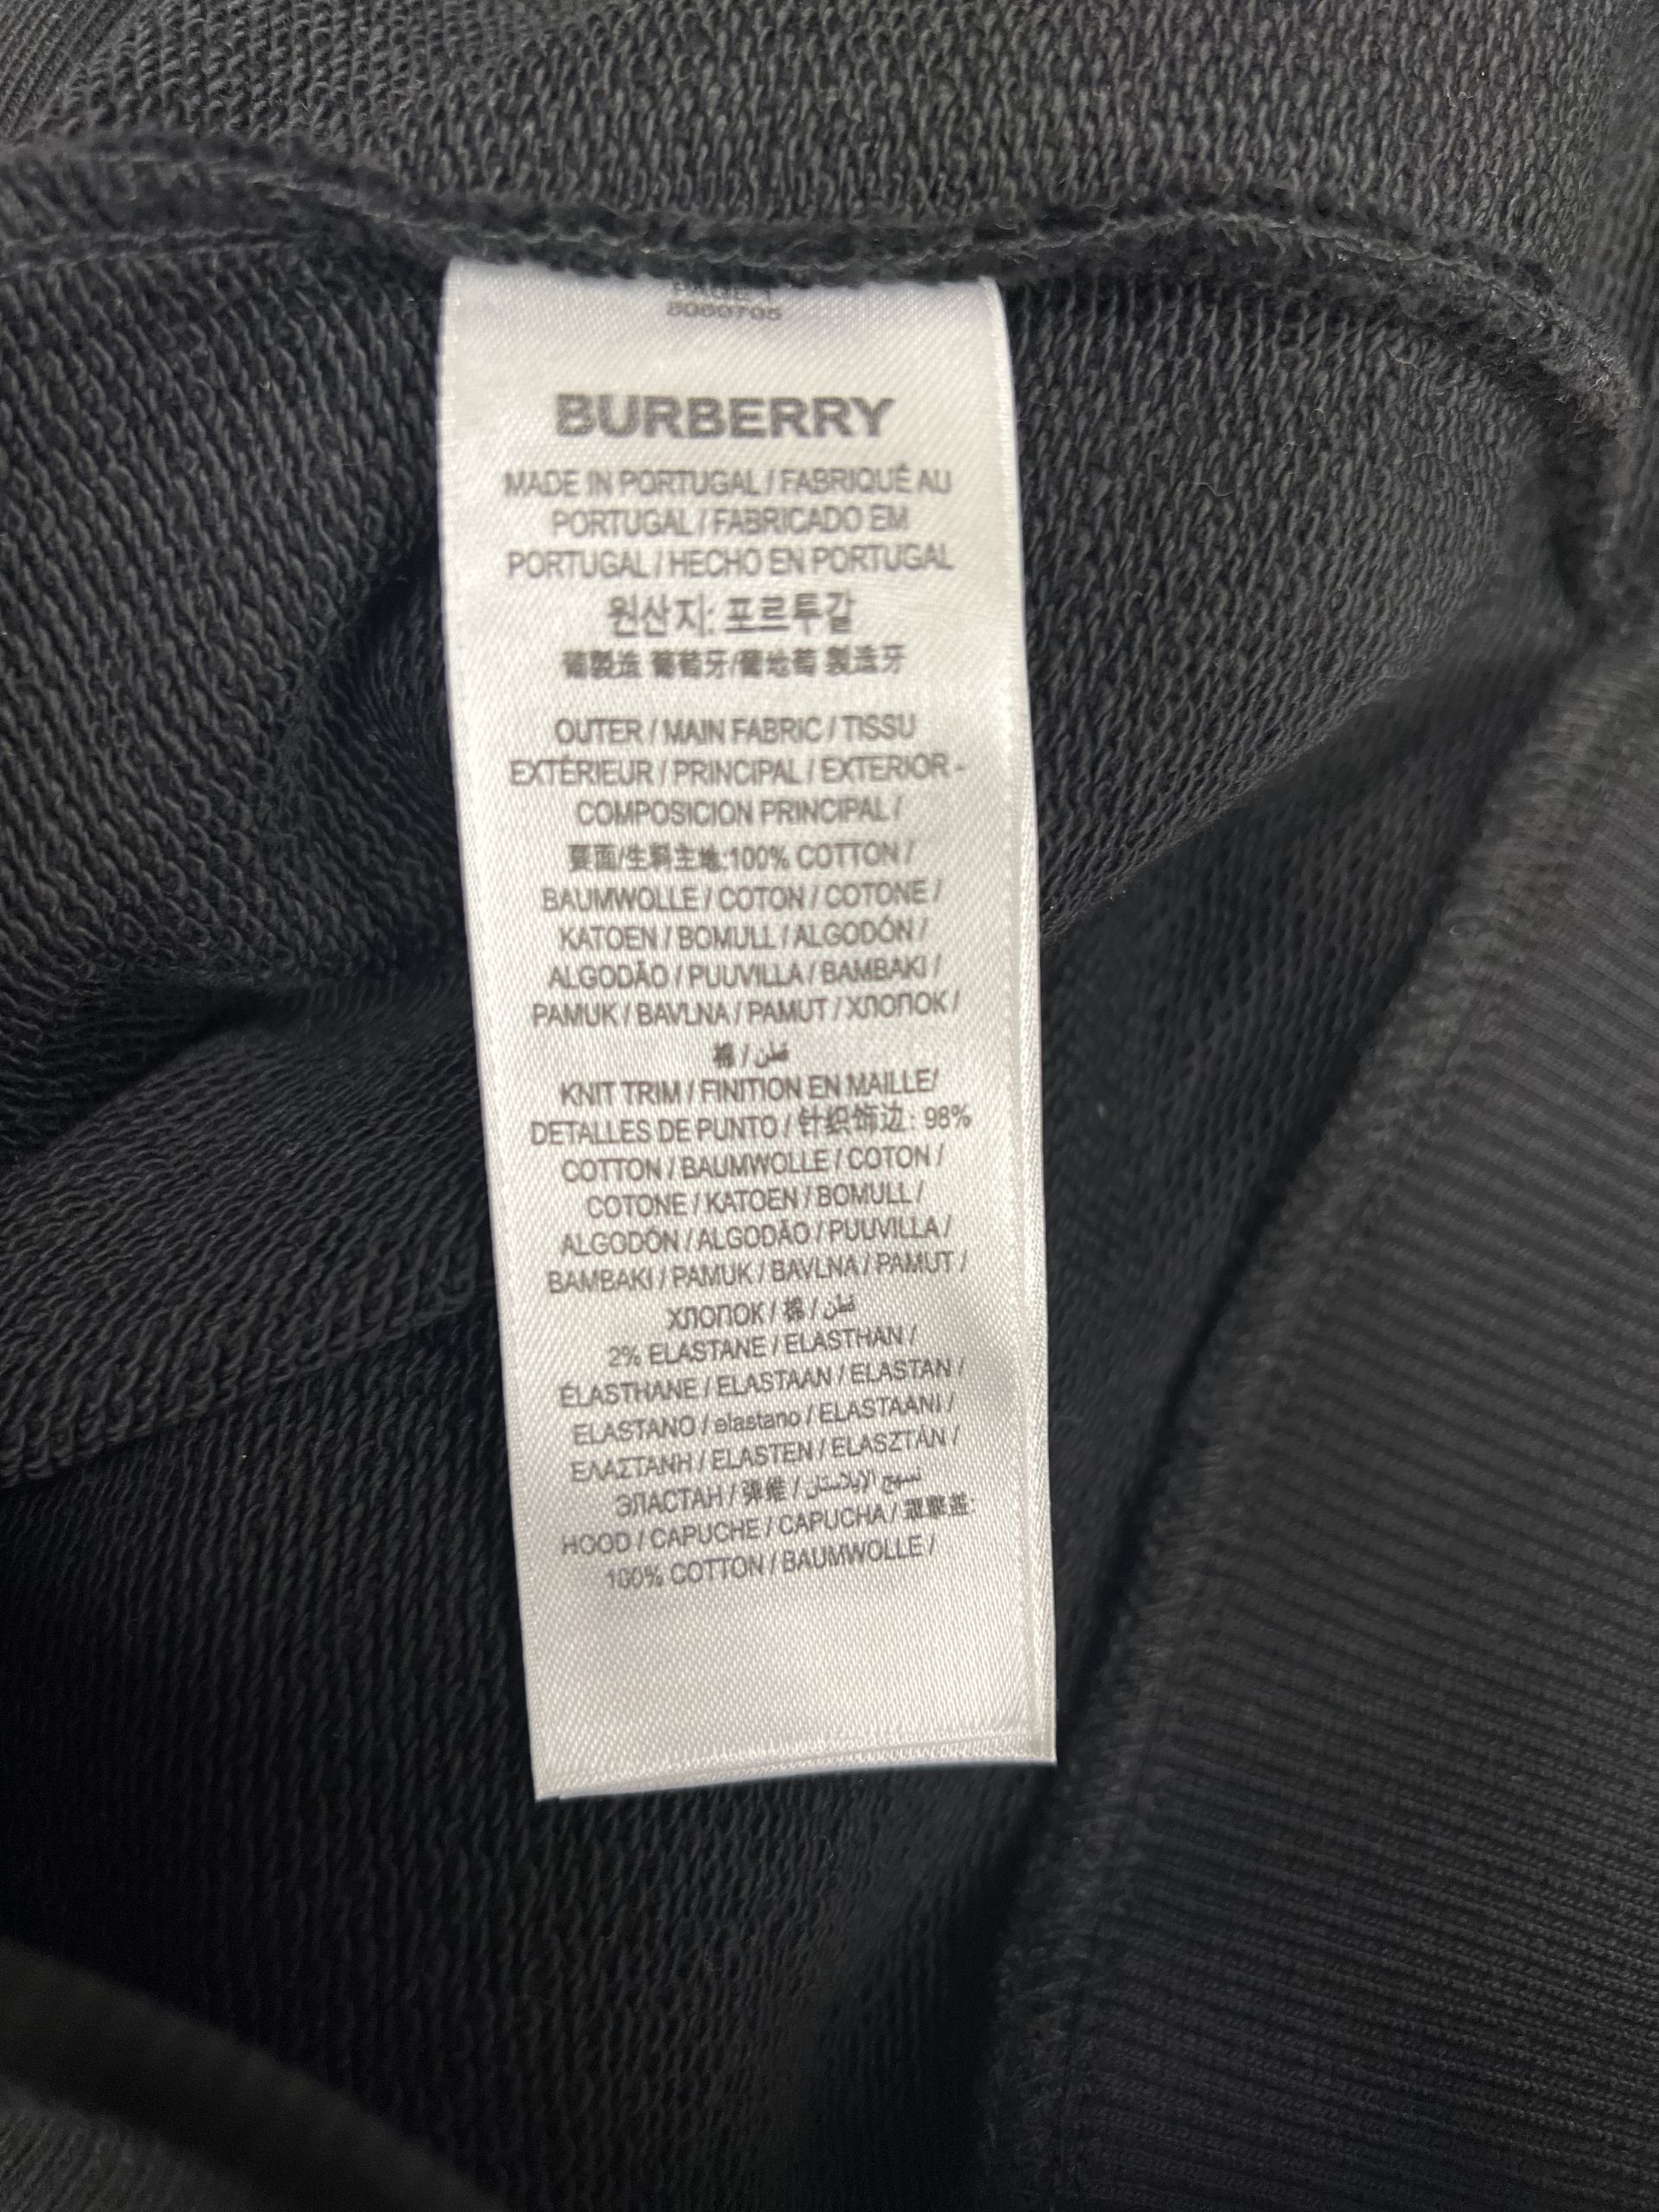 BURBERRY
MADE IN PORTUGAL / FABRIQUÉ AU
PORTUGAL / FABRICADO EM
PORTUGAL / HECHO EN PORTUGAL
원산지: 포르투갈
OUTER / MAIN FABRIC / TISSU
EXTÉRIEUR / PRINCIPAL / EXTERIOR -
COMPOSICION PRINCIPAL /
:100% COTTON /
BAUMWOLLE / COTON / COTONE /
KATOEN / BOMULL / ALGODÓN /
ALGODÃO / PUUVILLA / BAMBAKI /
PAMUK / BAVLNA / PAMUT / ХЛОПОК /
棉 / قطن
KNIT TRIM / FINITION EN MAILLE/
DETALLES DE PUNTO / 针织饰边: 98%
COTTON / BAUMWOLLE / COTON /
COTONE / KATOEN / BOMULL /
ALGODÓN / ALGODÃO / PUUVILLA /
BAMBAKI / PAMUK / BAVLNA / PAMUT /
ХЛОПОК / 棉 / قطن
2% ELASTANE / ELASTHAN /
ÉLASTHANE / ELASTAAN / ELASTAN /
ELASTANO / elastano / ELASTAANI /
ΕΛΑΣΤΑΝΗ / ELASTEN / ELASZTÁN /
ЭЛАСТАН / 弹维 / نسيج الإيلاستان
HOOD / CAPUCHE / CAPUCHA /
100% COTTON / BAUMWOLLE /